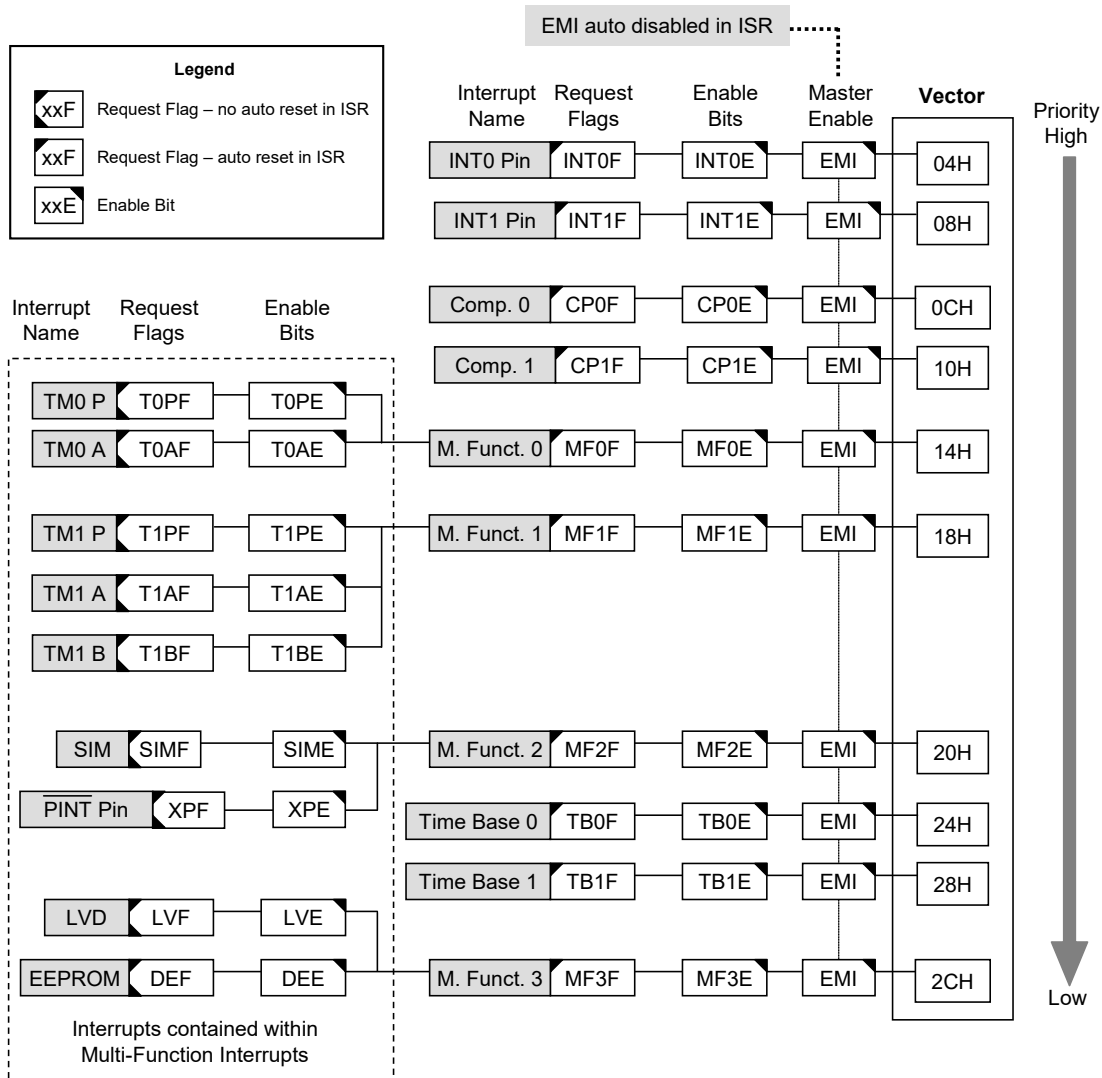 EMI auto disabled in ISR
Legend
xxF Request Flag – no auto reset in ISR
xxF Request Flag – auto reset in ISR
xxE Enable Bit
Interrupt Name Request Flags Enable Bits Master Enable Vector Priority High
INT0 Pin INT0F INT0E EMI 04H
INT1 Pin INT1F INT1E EMI 08H
Interrupt Name Request Flags Enable Bits
Comp. 0 CP0F CP0E EMI 0CH
Comp. 1 CP1F CP1E EMI 10H
TM0 P T0PF T0PE
TM0 A T0AF T0AE M. Funct. 0 MF0F MF0E EMI 14H
TM1 P T1PF T1PE M. Funct. 1 MF1F MF1E EMI 18H
TM1 A T1AF T1AE
TM1 B T1BF T1BE
SIM SIMF SIME M. Funct. 2 MF2F MF2E EMI 20H
PINT Pin XPF XPE
Time Base 0 TB0F TB0E EMI 24H
Time Base 1 TB1F TB1E EMI 28H
LVD LVF LVE
EEPROM DEF DEE M. Funct. 3 MF3F MF3E EMI 2CH
Low
Interrupts contained within
Multi-Function Interrupts